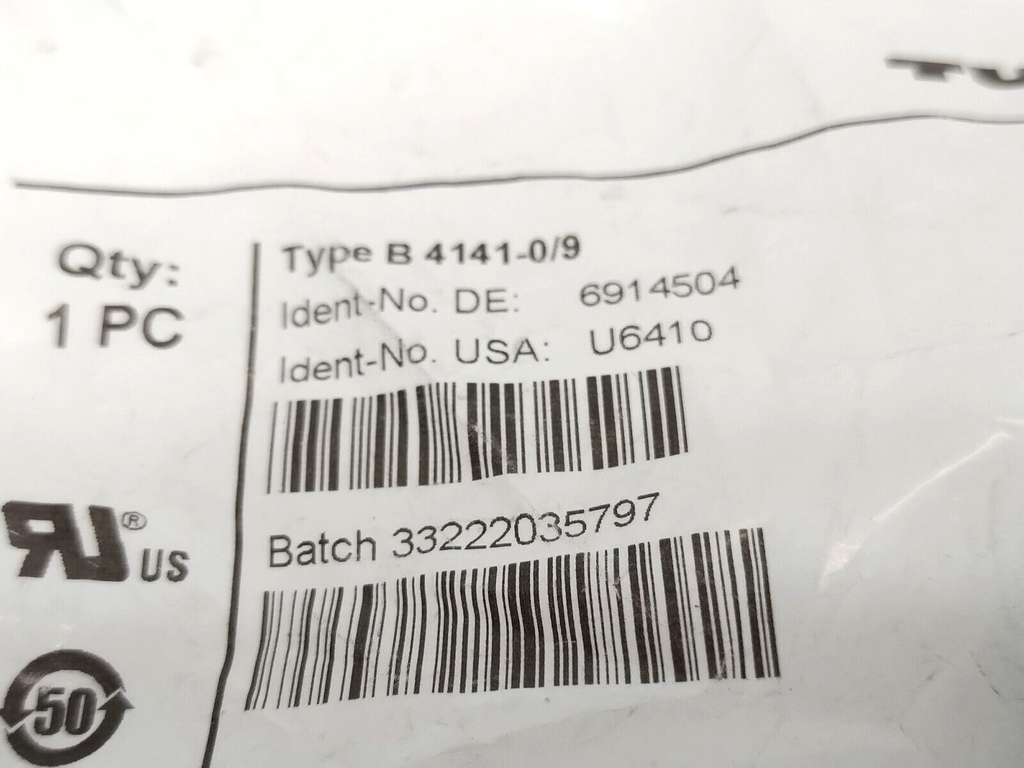 Qty:
1 PC
Type B 4141-0/9
Ident-No. DE: 6914504
Ident-No. USA: U6410
Batch 33222035797
RU® US
50